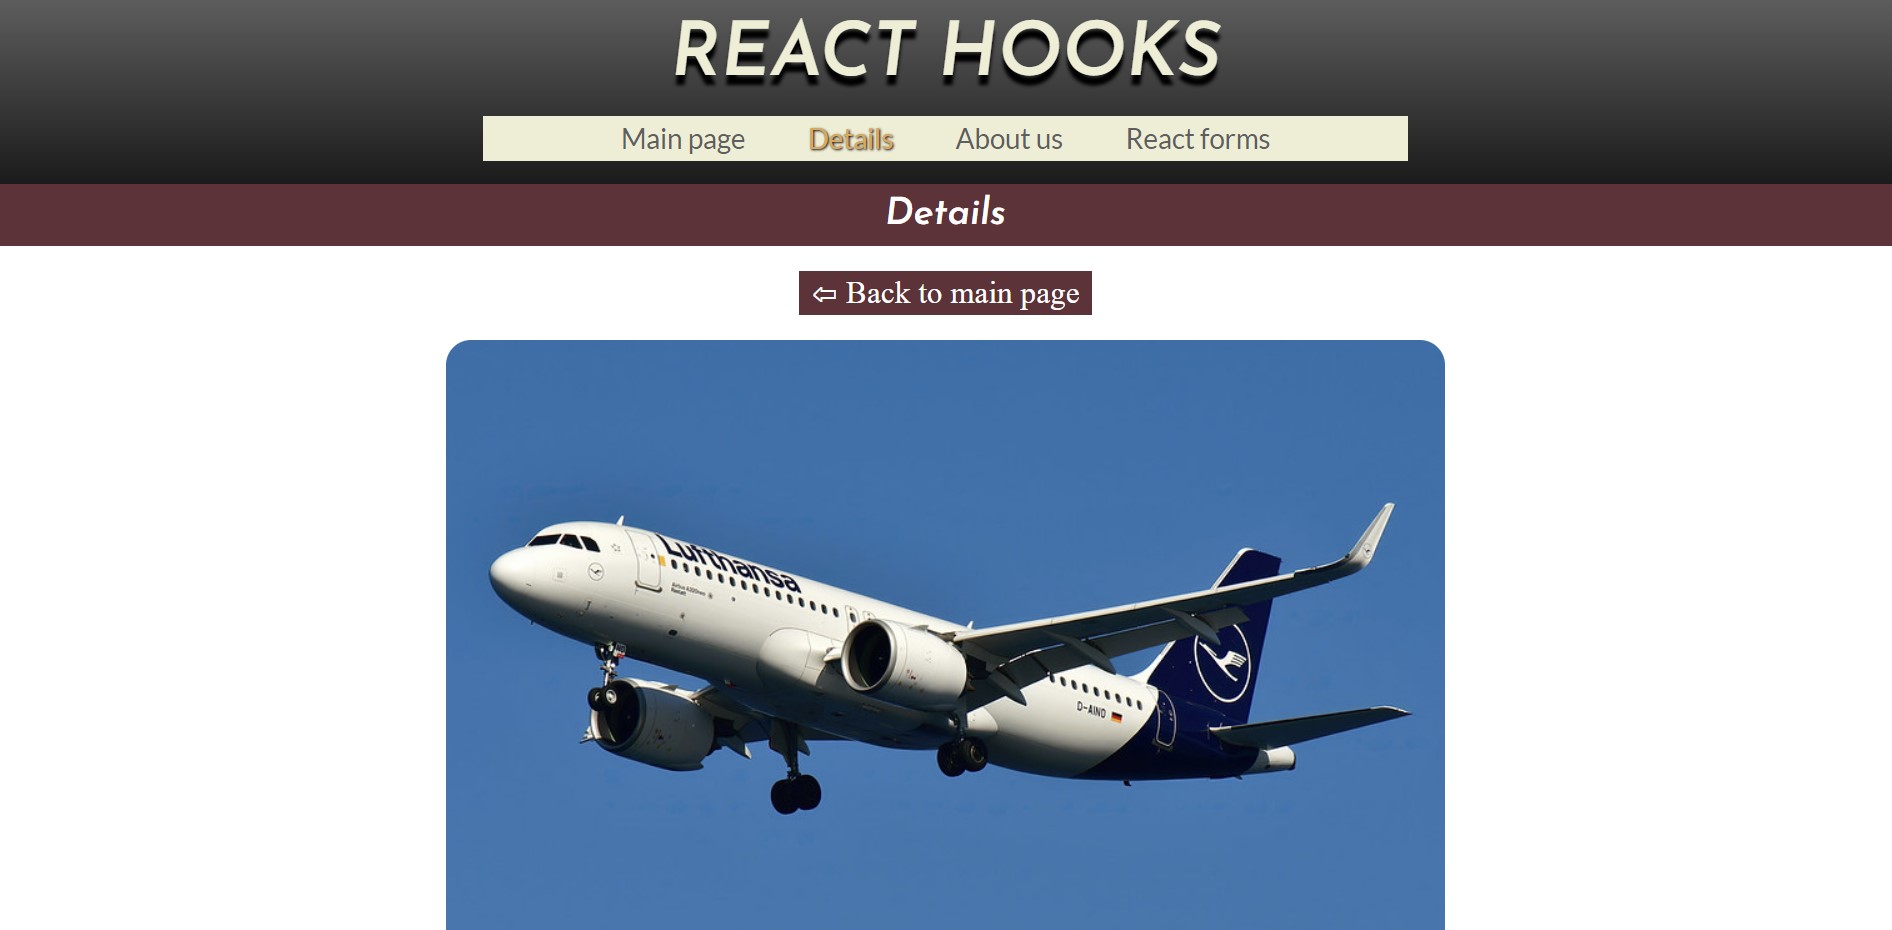 REACT HOOKS
Main page Details About us React forms
Details
⇦ Back to main page
Lufthansa
D-AINO